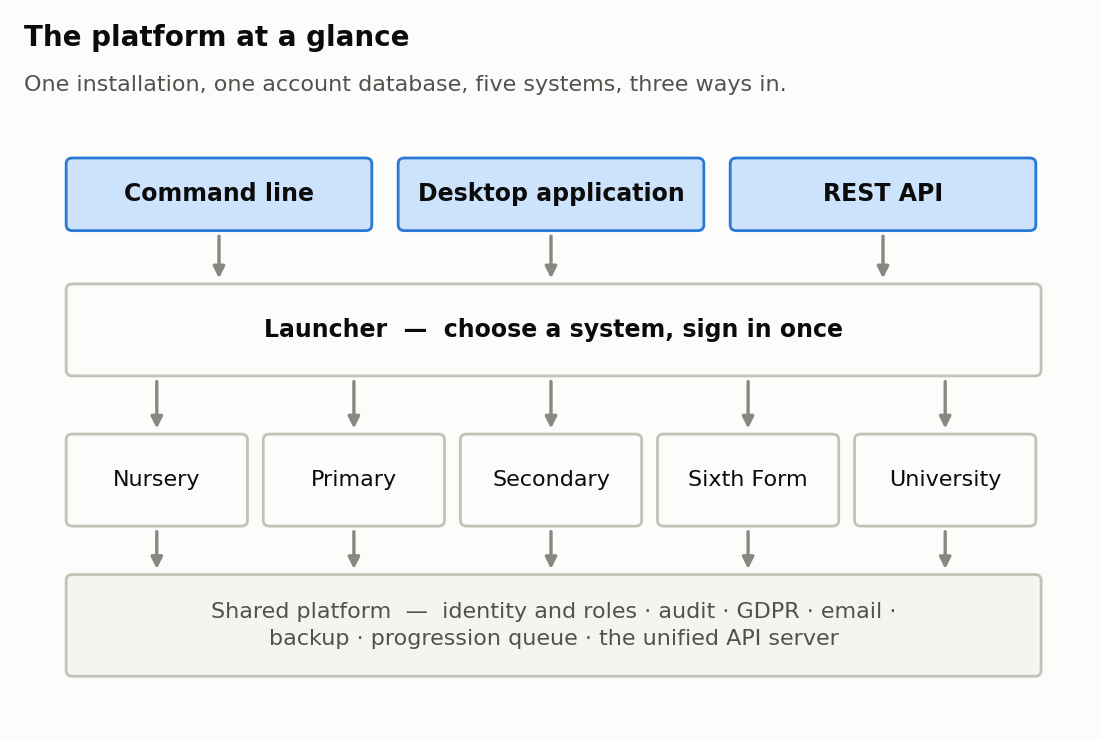 The platform at a glance
One installation, one account database, five systems, three ways in.
Command line
Desktop application
REST API
Launcher — choose a system, sign in once
Nursery
Primary
Secondary
Sixth Form
University
Shared platform — identity and roles · audit · GDPR · email ·
backup · progression queue · the unified API server